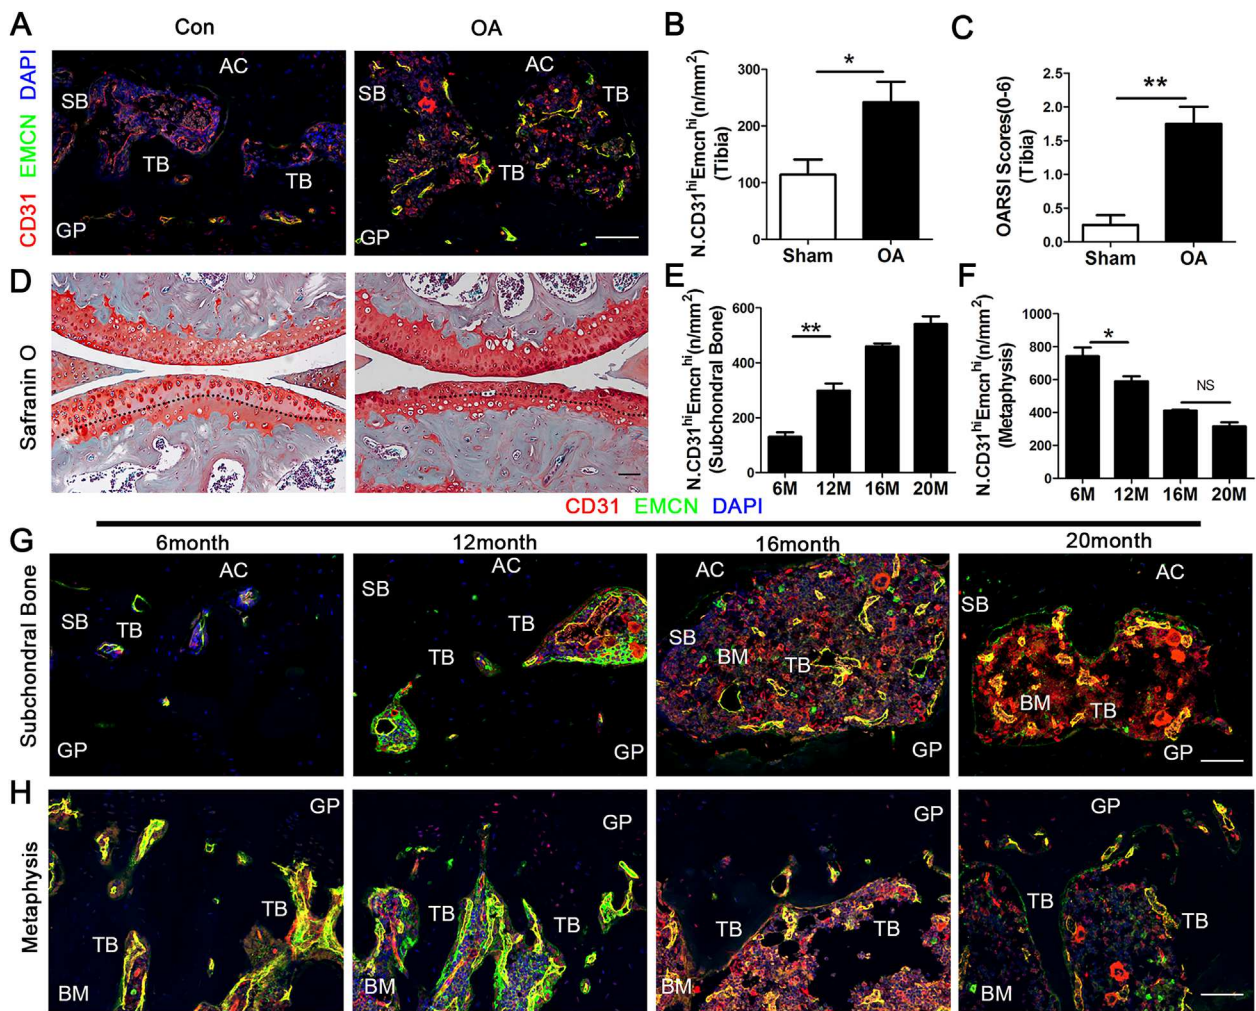 A
Con
OA
CD31 EMCN DAPI
AC
SB
TB
TB
GP
AC
SB
TB
TB
GP
B
N.CD31hiEmcnhi(n/mm2)
(Tibia)
300
200
100
0
*
Sham
OA
C
OARSI Scores(0-6)
(Tibia)
2.5
2.0
1.5
1.0
0.5
0.0
**
Sham
OA
D
Safranin O
E
N.CD31hiEmcnhi(n/mm2)
(Subchondral Bone)
600
400
200
0
**
6M 12M 16M 20M
F
N.CD31hiEmcnhi(n/mm2)
(Metaphysis)
1000
800
600
400
200
0
*
NS
6M 12M 16M 20M
CD31 EMCN DAPI
G
6month
12month
16month
20month
Subchondral Bone
AC
SB
TB
GP
AC
SB
TB
TB
GP
AC
SB
BM
TB
GP
AC
SB
BM
TB
GP
H
Metaphysis
GP
TB
TB
BM
GP
TB
TB
BM
GP
TB
TB
BM
GP
TB
TB
BM